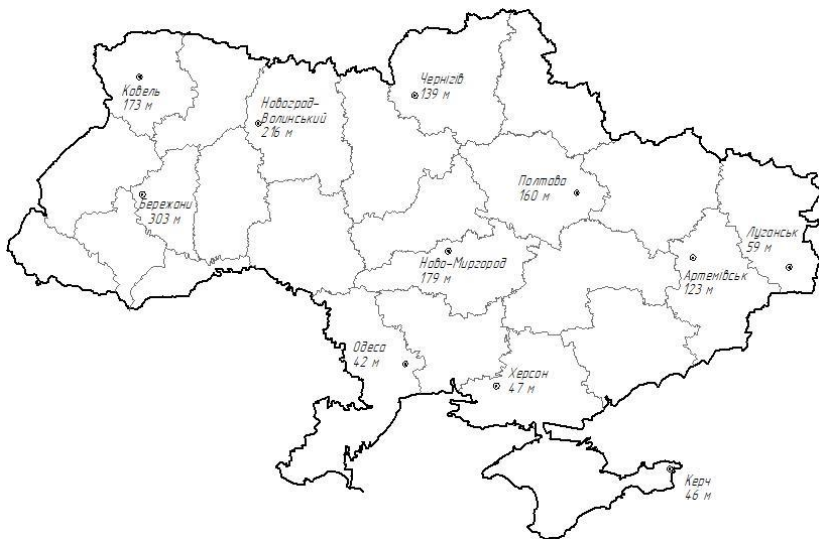 Чернігів
139 м
Ковель
173 м
Новоград-
Волинський
216 м
Полтава
160 м
Бережани
303 м
Луганськ
59 м
Ново-Миргород
179 м
Артемівськ
123 м
Одеса
42 м
Херсон
47 м
Керч
46 м